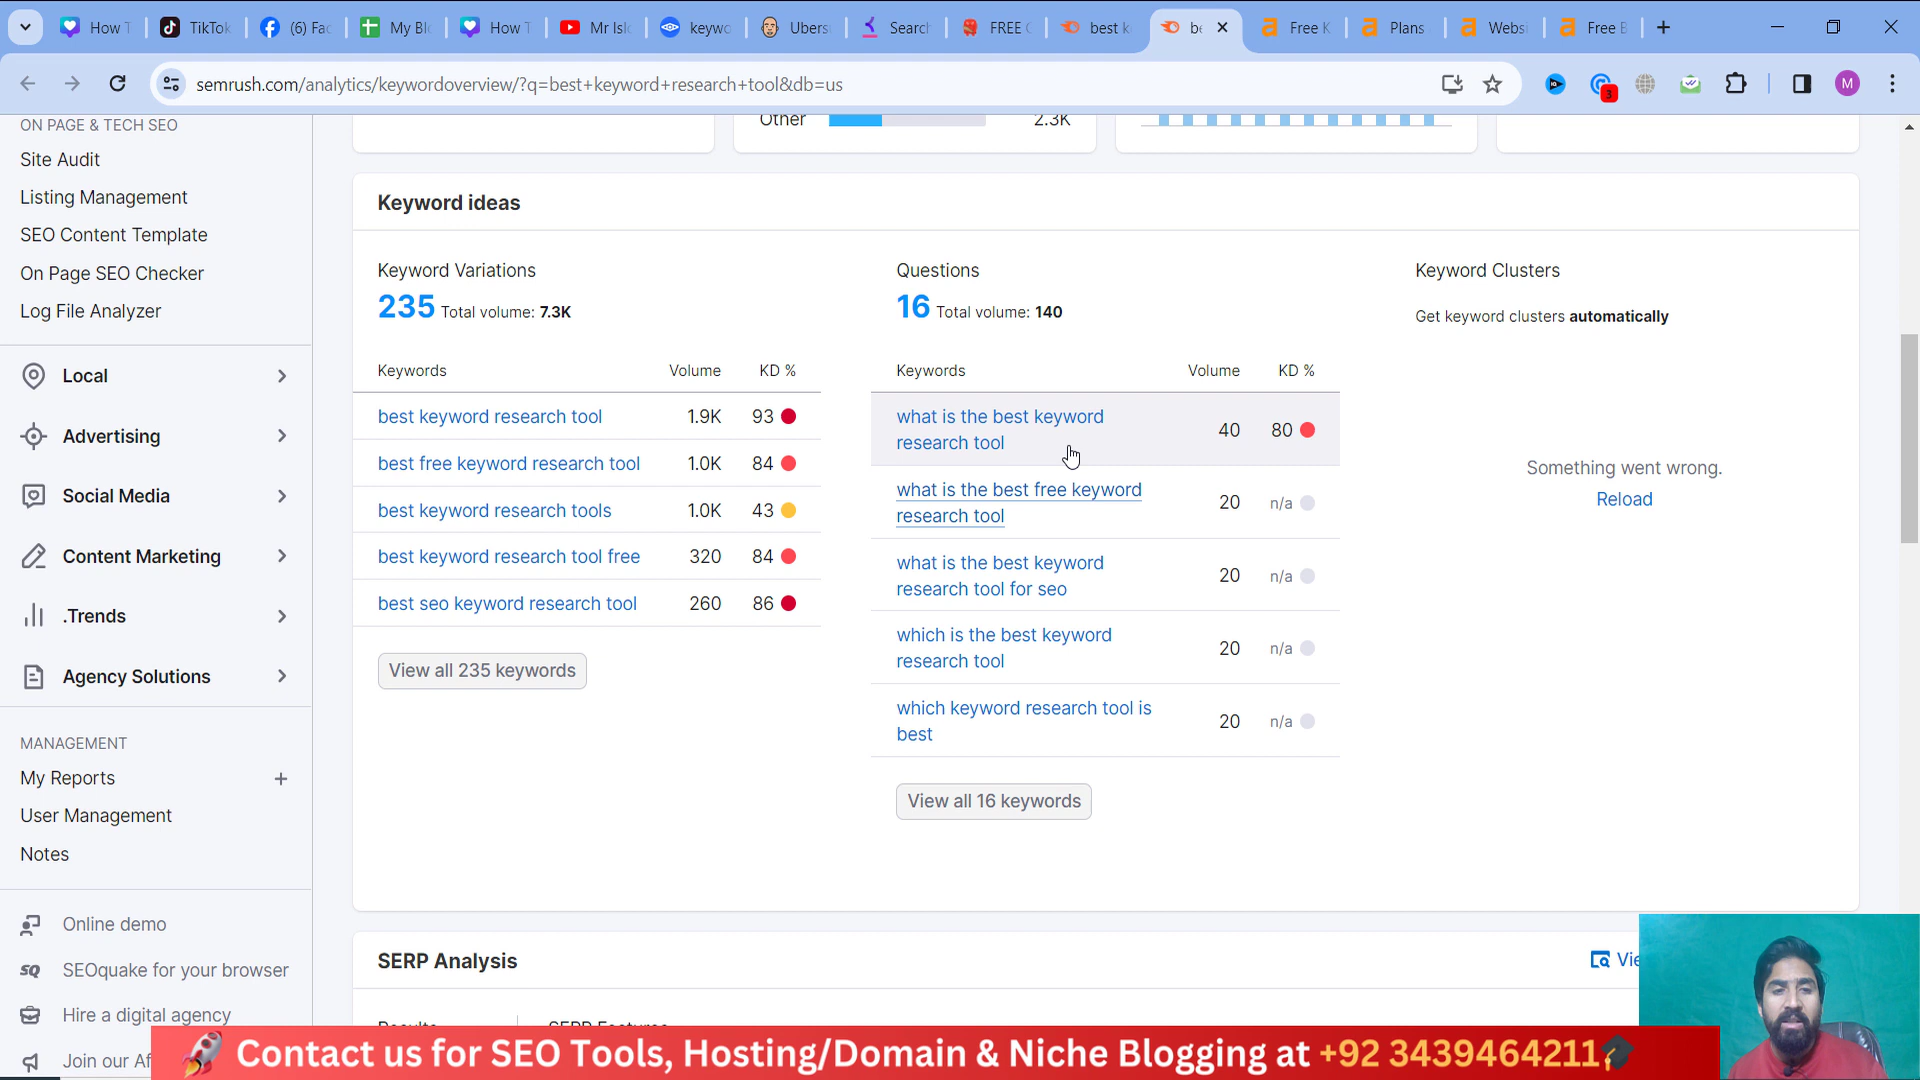 How T
TikTok
(6) Fac
My Blo
How T
Mr Isla
keywo
Ubers
Search
FREE
best k
be
Free K
Plans
Websi
Free B
semrush.com/analytics/keywordoverview/?q=best+keyword+research+tool&db=us
3
M
ON PAGE & TECH SEO
Site Audit
Listing Management
SEO Content Template
On Page SEO Checker
Log File Analyzer
Local
Advertising
Social Media
Content Marketing
.Trends
Agency Solutions
MANAGEMENT
My Reports
User Management
Notes
Online demo
SEOquake for your browser
Hire a digital agency
Join our Af
Other 2.3K
Keyword ideas
Keyword Variations
235 Total volume: 7.3K
Keywords Volume KD %
best keyword research tool 1.9K 93
best free keyword research tool 1.0K 84
best keyword research tools 1.0K 43
best keyword research tool free 320 84
best seo keyword research tool 260 86
View all 235 keywords
Questions
16 Total volume: 140
Keywords Volume KD %
what is the best keyword
research tool 40 80
what is the best free keyword
research tool 20 n/a
what is the best keyword
research tool for seo 20 n/a
which is the best keyword
research tool 20 n/a
which keyword research tool is
best 20 n/a
View all 16 keywords
Keyword Clusters
Get keyword clusters automatically
Something went wrong.
Reload
SERP Analysis
Vie
Results SERP Features
Contact us for SEO Tools, Hosting/Domain & Niche Blogging at +92 3439464211